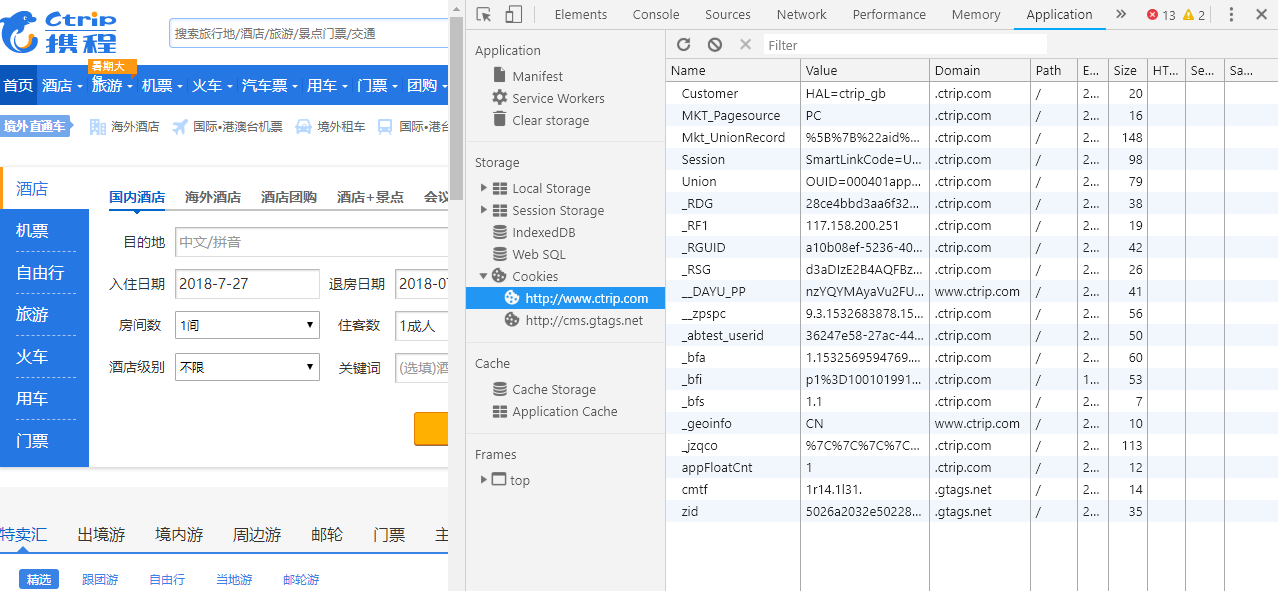 Ctrip
携程
搜索旅行地/酒店/旅游/景点门票/交通
暑期大
首页 酒店 旅游 机票 火车 汽车票 用车 门票 团购
境外直通车 海外酒店 国际•港澳台机票 境外租车 国际•港台
酒店
机票
自由行
旅游
火车
用车
门票
国内酒店 海外酒店 酒店团购 酒店+景点 会议
目的地 中文/拼音
入住日期 2018-7-27 退房日期 2018-07
房间数 1间 住客数 1成人
酒店级别 不限 关键词 (选填)酒
特卖汇 出境游 境内游 周边游 邮轮 门票 主
精选 跟团游 自由行 当地游 邮轮游
Elements Console Sources Network Performance Memory Application » 13 2
Application
Manifest
Service Workers
Clear storage
Storage
Local Storage
Session Storage
IndexedDB
Web SQL
Cookies
http://www.ctrip.com
http://cms.gtags.net
Cache
Cache Storage
Application Cache
Frames
top
Filter
Name Value Domain Path E... Size HT... Se... Sa...
Customer HAL=ctrip_gb .ctrip.com / 2... 20
MKT_Pagesource PC .ctrip.com / 2... 16
Mkt_UnionRecord %5B%7B%22aid%... .ctrip.com / 2... 148
Session SmartLinkCode=U... .ctrip.com / 2... 98
Union OUID=000401app... .ctrip.com / 2... 79
_RDG 28ce4bbd3aa6f32... .ctrip.com / 2... 38
_RF1 117.158.200.251 .ctrip.com / 2... 19
_RGUID a10b08ef-5236-40... .ctrip.com / 2... 42
_RSG d3aDIzE2B4AQFBz... .ctrip.com / 2... 26
__DAYU_PP nzYQYMAyaVu2FU... www.ctrip.com / 2... 41
__zpspc 9.3.1532683878.15... .ctrip.com / 2... 56
_abtest_userid 36247e58-27ac-44... .ctrip.com / 2... 50
_bfa 1.1532569594769.... .ctrip.com / 2... 60
_bfi p1%3D100101991... .ctrip.com / 1... 53
_bfs 1.1 .ctrip.com / 2... 7
_geoinfo CN www.ctrip.com / 2... 10
_jzqco %7C%7C%7C%7C... .ctrip.com / 2... 113
appFloatCnt 1 .ctrip.com / 2... 12
cmtf 1r14.1l31. .gtags.net / 2... 14
zid 5026a2032e50228... .gtags.net / 2... 35